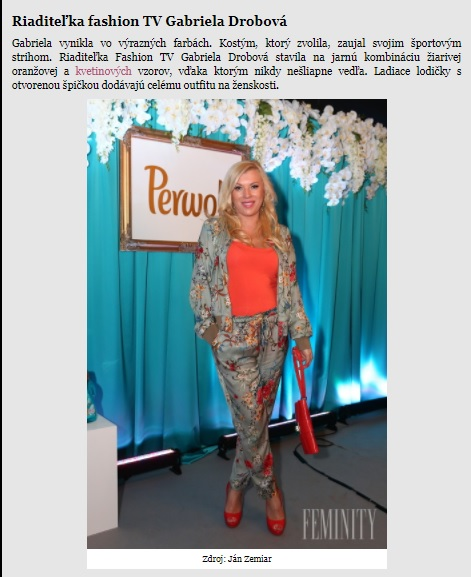 Riaditeľka fashion TV Gabriela Drobová
Gabriela vynikla vo výrazných farbách. Kostým, ktorý zvolila, zaujal svojim športovým
strihom. Riaditeľka Fashion TV Gabriela Drobová stavila na jarnú kombináciu žiarivej
oranžovej a kvetinových vzorov, vďaka ktorým nikdy nešliapne vedľa. Ladiace lodičky s
otvorenou špičkou dodávajú celému outfitu na ženskosti.
Perwol
FEMINITY
Zdroj: Ján Zemiar